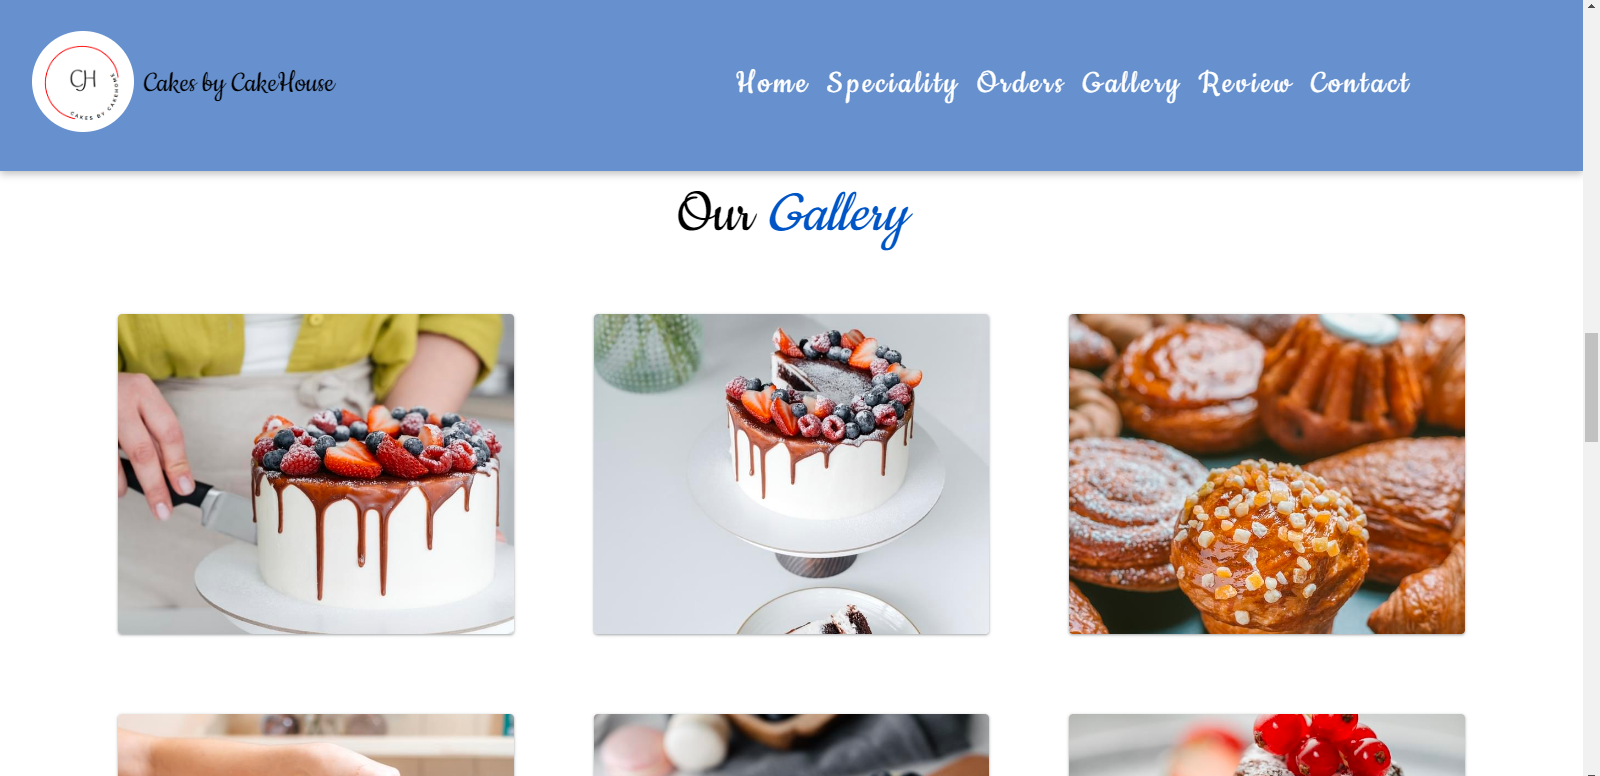 CH
CAKES BY CAKEHOUSE
Cakes by CakeHouse
Home Speciality Orders Gallery Review Contact
Our Gallery